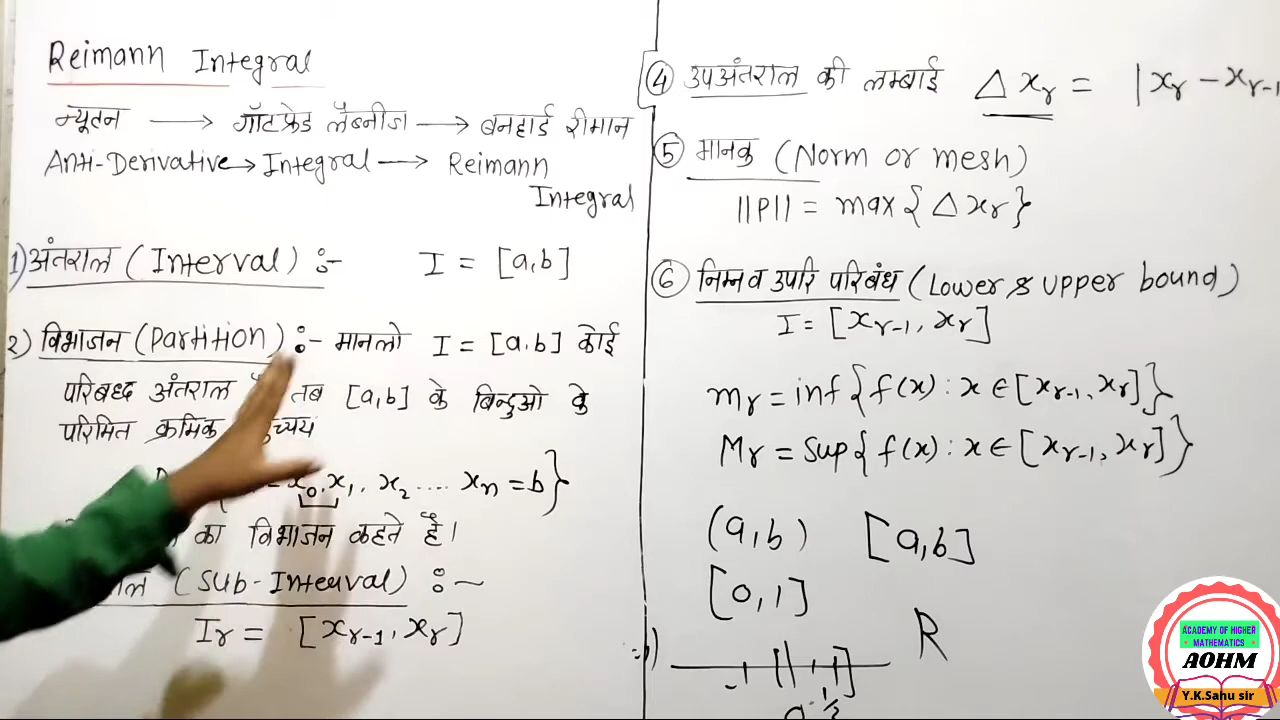 Reimann Integral
न्यूतन → गॉटफ्रेड लैब्नीज → बनहार्ड रीमान
Anti-Derivative → Integral → Reimann
Integral
1) अंतराल (Interval) :- I = [a,b]
2) विभाजन (Partition) :- मानलो I = [a,b] कोई
परिबध्द अंतराल तब [a,b] के बिन्दुओ के
परिमित क्रमिक
x₀, x₁, x₂ .... xₙ = b}
का विभाजन कहते है।
(Sub-Interval) :~
Iᵣ = [xᵣ₋₁, xᵣ]
④ उपअंतराल की लम्बाई Δxᵣ = |xᵣ - xᵣ₋₁
⑤ मानक (Norm or mesh)
||P|| = max{Δxᵣ}
⑥ निम्न व उपरि परिबंध (Lower & Upper bound)
I = [xᵣ₋₁, xᵣ]
mᵣ = inf{f(x) : x ∈ [xᵣ₋₁, xᵣ]}
Mᵣ = Sup{f(x) : x ∈ [xᵣ₋₁, xᵣ]}
(a,b) [a,b]
[0,1]
R
1/2
ACADEMY OF HIGHER
MATHEMATICS
AOHM
Y.K.Sahu sir